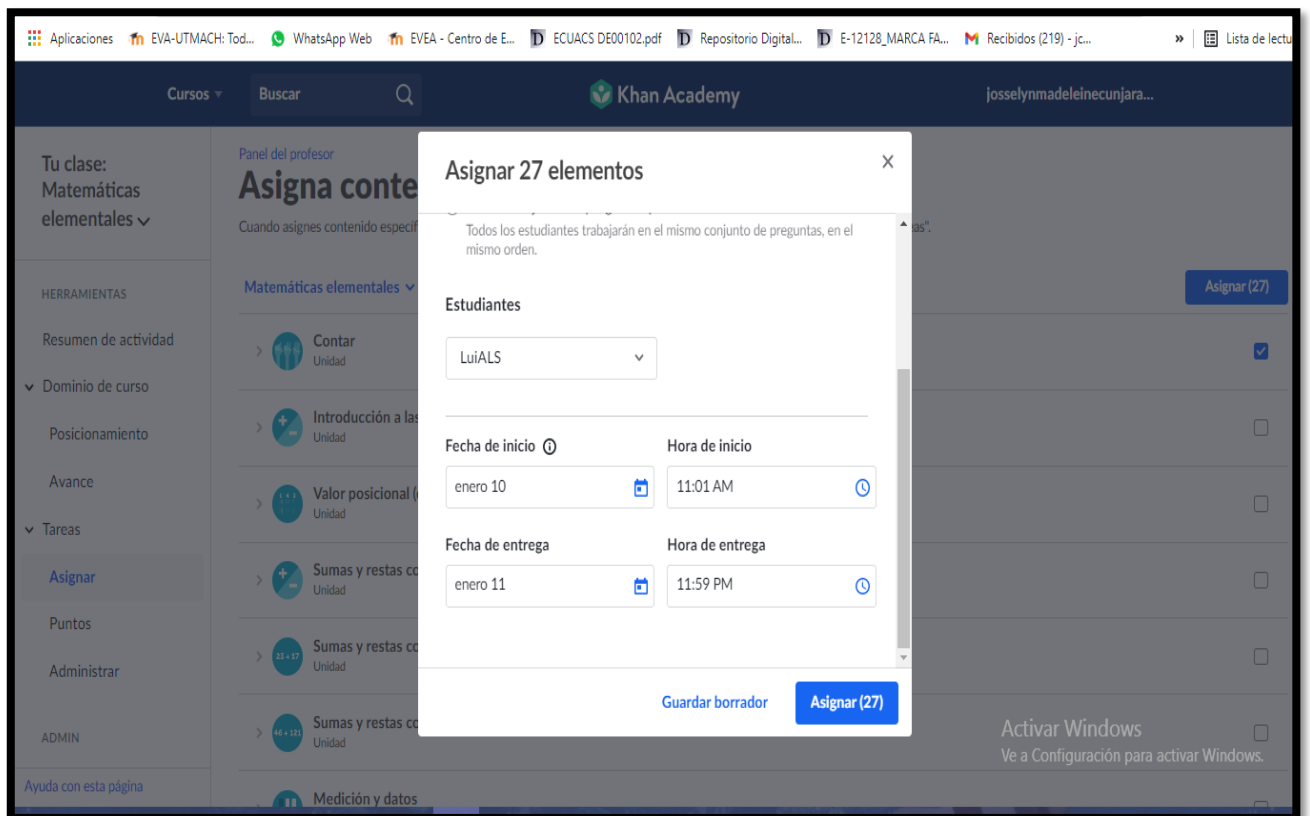 Aplicaciones EVA-UTMACH: Tod... WhatsApp Web EVEA - Centro de E... ECUACS DE00102.pdf Repositorio Digital... E-12128_MARCA FA... Recibidos (219) - jc... » Lista de lectu
Cursos Buscar Khan Academy josselynmadeleinecunjara...
Tu clase:
Matemáticas
elementales
HERRAMIENTAS
Resumen de actividad
Dominio de curso
Posicionamiento
Avance
Tareas
Asignar
Puntos
Administrar
ADMIN
Ayuda con esta página
Panel del profesor
Asigna conte
Cuando asignes contenido específ
as".
Matemáticas elementales
Asignar (27)
Contar
Unidad
Introducción a las
Unidad
Valor posicional (
Unidad
Sumas y restas co
Unidad
23 + 17
Sumas y restas co
Unidad
46 + 121
Sumas y restas co
Unidad
Medición y datos
Asignar 27 elementos
Todos los estudiantes trabajarán en el mismo conjunto de preguntas, en el
mismo orden.
Estudiantes
LuiALS
Fecha de inicio Hora de inicio
enero 10 11:01 AM
Fecha de entrega Hora de entrega
enero 11 11:59 PM
Guardar borrador Asignar (27)
Activar Windows
Ve a Configuración para activar Windows.